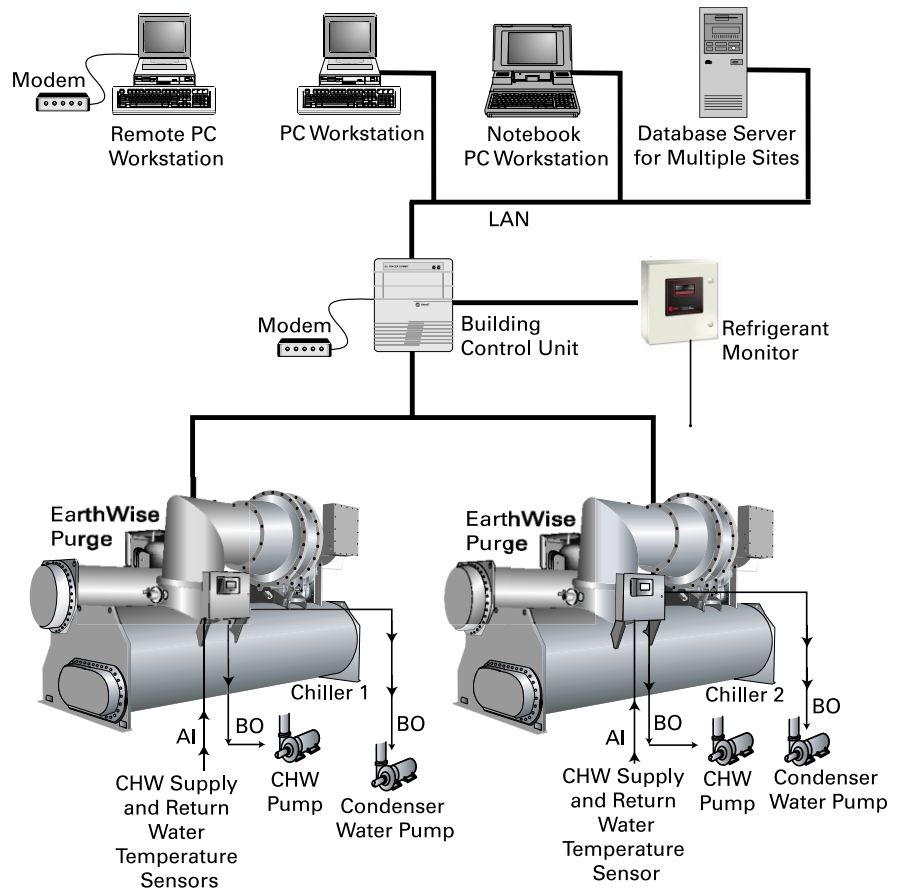 Modem
Remote PC
Workstation
PC Workstation
Notebook
PC Workstation
Database Server
for Multiple Sites
LAN
Modem
Building
Control Unit
Refrigerant
Monitor
EarthWise
Purge
EarthWise
Purge
Chiller 1
Chiller 2
AI
BO
BO
AI
BO
BO
CHW Supply
and Return
Water
Temperature
Sensors
CHW
Pump
Condenser
Water Pump
CHW Supply
and Return
Water
Temperature
Sensor
CHW
Pump
Condenser
Water Pump